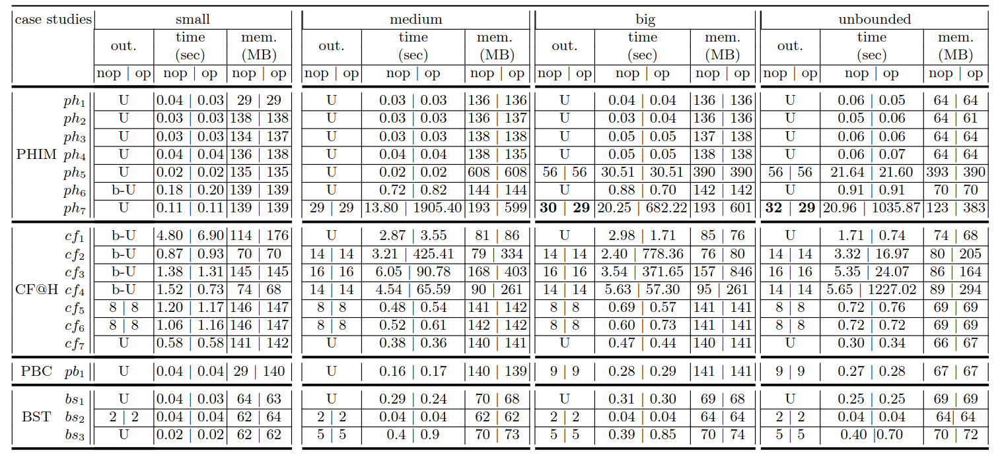 case studies small medium big unbounded
out. time (sec) mem. (MB) out. time (sec) mem. (MB) out. time (sec) mem. (MB) out. time (sec) mem. (MB)
nop | op nop | op nop | op nop | op nop | op nop | op nop | op nop | op nop | op nop | op nop | op nop | op
ph1 U 0.04 | 0.03 29 | 29 U 0.03 | 0.03 136 | 136 U 0.04 | 0.04 136 | 136 U 0.06 | 0.05 64 | 64
ph2 U 0.03 | 0.03 138 | 138 U 0.03 | 0.03 136 | 137 U 0.03 | 0.04 136 | 136 U 0.05 | 0.06 64 | 61
ph3 U 0.03 | 0.03 134 | 137 U 0.03 | 0.03 138 | 138 U 0.05 | 0.05 137 | 138 U 0.06 | 0.06 64 | 64
PHIM ph4 U 0.04 | 0.04 136 | 138 U 0.04 | 0.04 138 | 135 U 0.05 | 0.05 138 | 138 U 0.06 | 0.07 64 | 64
ph5 U 0.02 | 0.02 135 | 135 U 0.02 | 0.02 608 | 608 56 | 56 30.51 | 30.51 390 | 390 56 | 56 21.64 | 21.60 393 | 390
ph6 b-U 0.18 | 0.20 139 | 139 U 0.72 | 0.82 144 | 144 U 0.88 | 0.70 142 | 142 U 0.91 | 0.91 70 | 70
ph7 U 0.11 | 0.11 139 | 139 29 | 29 13.80 | 1905.40 193 | 599 30 | 29 20.25 | 682.22 193 | 601 32 | 29 20.96 | 1035.87 123 | 383
cf1 b-U 4.80 | 6.90 114 | 176 U 2.87 | 3.55 81 | 86 U 2.98 | 1.71 85 | 76 U 1.71 | 0.74 74 | 68
cf2 b-U 0.87 | 0.93 70 | 70 14 | 14 3.21 | 425.41 79 | 334 14 | 14 2.40 | 778.36 76 | 80 14 | 14 3.32 | 16.97 80 | 205
cf3 b-U 1.38 | 1.31 145 | 145 16 | 16 6.05 | 90.78 168 | 403 16 | 16 3.54 | 371.65 157 | 846 16 | 16 5.35 | 24.07 86 | 164
CF@H cf4 b-U 1.52 | 0.73 74 | 68 14 | 14 4.54 | 65.59 90 | 261 14 | 14 5.63 | 57.30 95 | 261 14 | 14 5.65 | 1227.02 89 | 294
cf5 8 | 8 1.20 | 1.17 146 | 147 8 | 8 0.48 | 0.54 141 | 142 8 | 8 0.69 | 0.57 141 | 141 8 | 8 0.72 | 0.76 69 | 69
cf6 8 | 8 1.06 | 1.16 146 | 147 8 | 8 0.52 | 0.61 142 | 142 8 | 8 0.60 | 0.73 141 | 141 8 | 8 0.72 | 0.72 69 | 69
cf7 U 0.58 | 0.58 141 | 142 U 0.38 | 0.36 140 | 141 U 0.47 | 0.44 140 | 141 U 0.30 | 0.34 66 | 67
PBC pb1 U 0.04 | 0.04 29 | 140 U 0.16 | 0.17 140 | 139 9 | 9 0.28 | 0.29 141 | 141 9 | 9 0.27 | 0.28 67 | 67
bs1 U 0.04 | 0.03 64 | 63 U 0.29 | 0.24 70 | 68 U 0.31 | 0.30 69 | 68 U 0.25 | 0.25 69 | 69
BST bs2 2 | 2 0.04 | 0.04 62 | 64 2 | 2 0.04 | 0.04 62 | 62 2 | 2 0.04 | 0.04 64 | 64 2 | 2 0.04 | 0.04 64| 64
bs3 U 0.02 | 0.02 62 | 62 5 | 5 0.4 | 0.9 70 | 73 5 | 5 0.39 | 0.85 70 | 74 5 | 5 0.40 |0.70 70 | 72